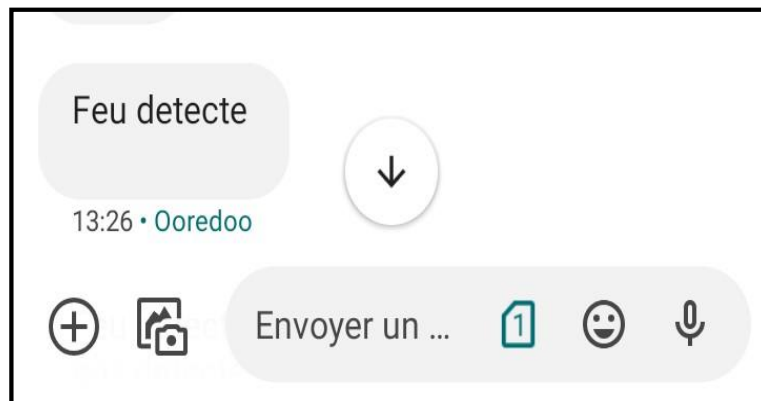 Feu detecte
13:26 • Ooredoo
Envoyer un ...
1